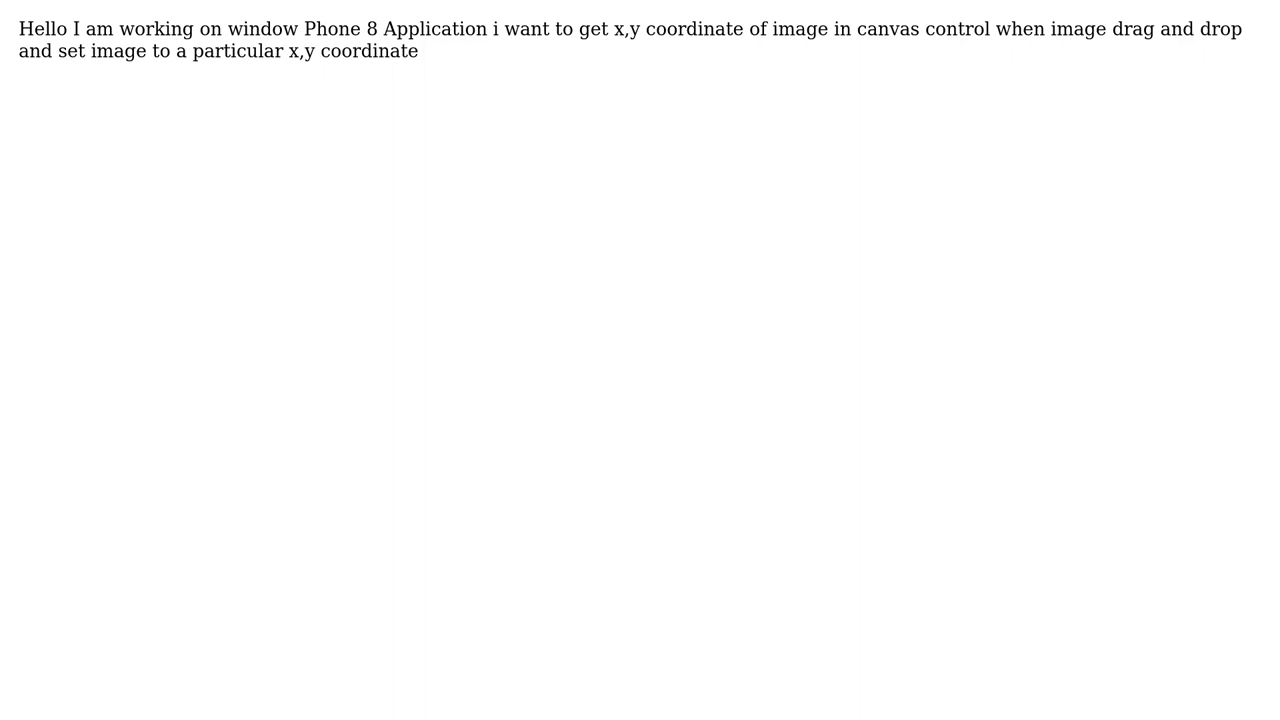 Hello I am working on window Phone 8 Application i want to get x,y coordinate of image in canvas control when image drag and drop
and set image to a particular x,y coordinate